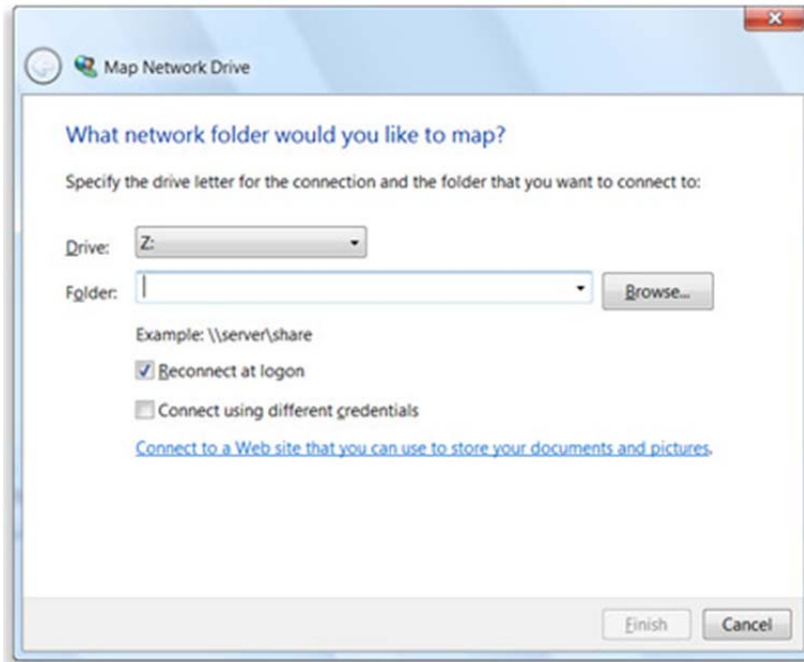 Map Network Drive
What network folder would you like to map?
Specify the drive letter for the connection and the folder that you want to connect to:
Drive: Z:
Folder: Browse...
Example: \\server\share
Reconnect at logon
Connect using different credentials
Connect to a Web site that you can use to store your documents and pictures.
Finish Cancel